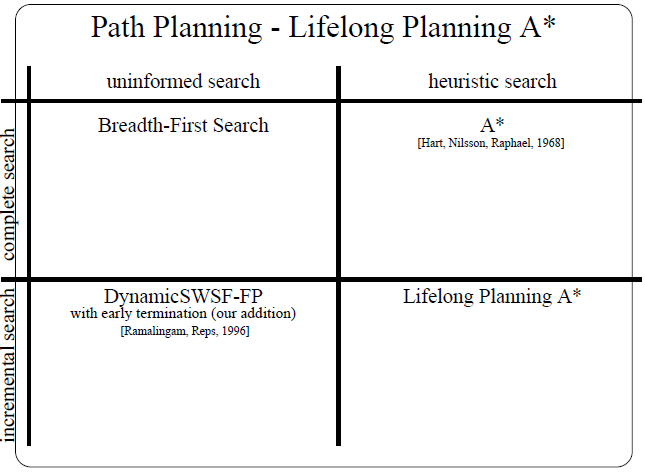 Path Planning - Lifelong Planning A*
uninformed search
heuristic search
complete search
Breadth-First Search
A*
[Hart, Nilsson, Raphael, 1968]
incremental search
DynamicSWSF-FP
with early termination (our addition)
[Ramalingam, Reps, 1996]
Lifelong Planning A*